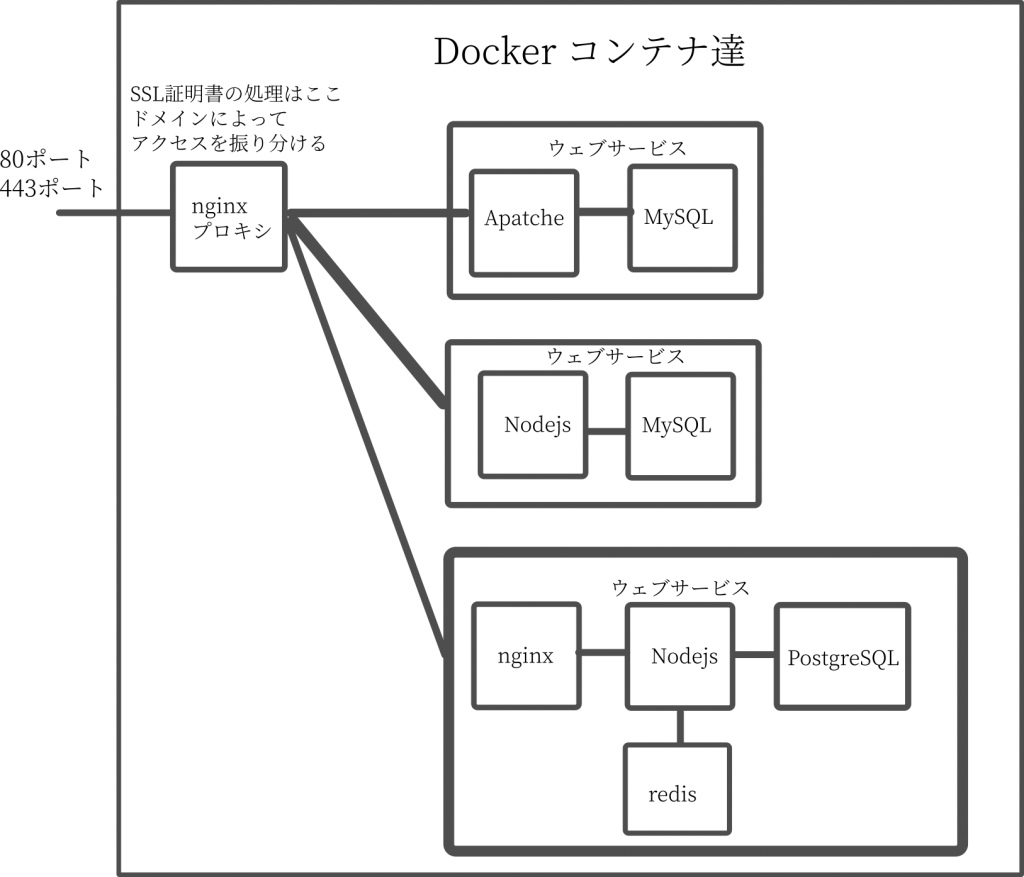 Docker コンテナ達
SSL証明書の処理はここ
ドメインによって
アクセスを振り分ける
80ポート
443ポート
nginx
プロキシ
ウェブサービス
Apatche
MySQL
ウェブサービス
Nodejs
MySQL
ウェブサービス
nginx
Nodejs
PostgreSQL
redis